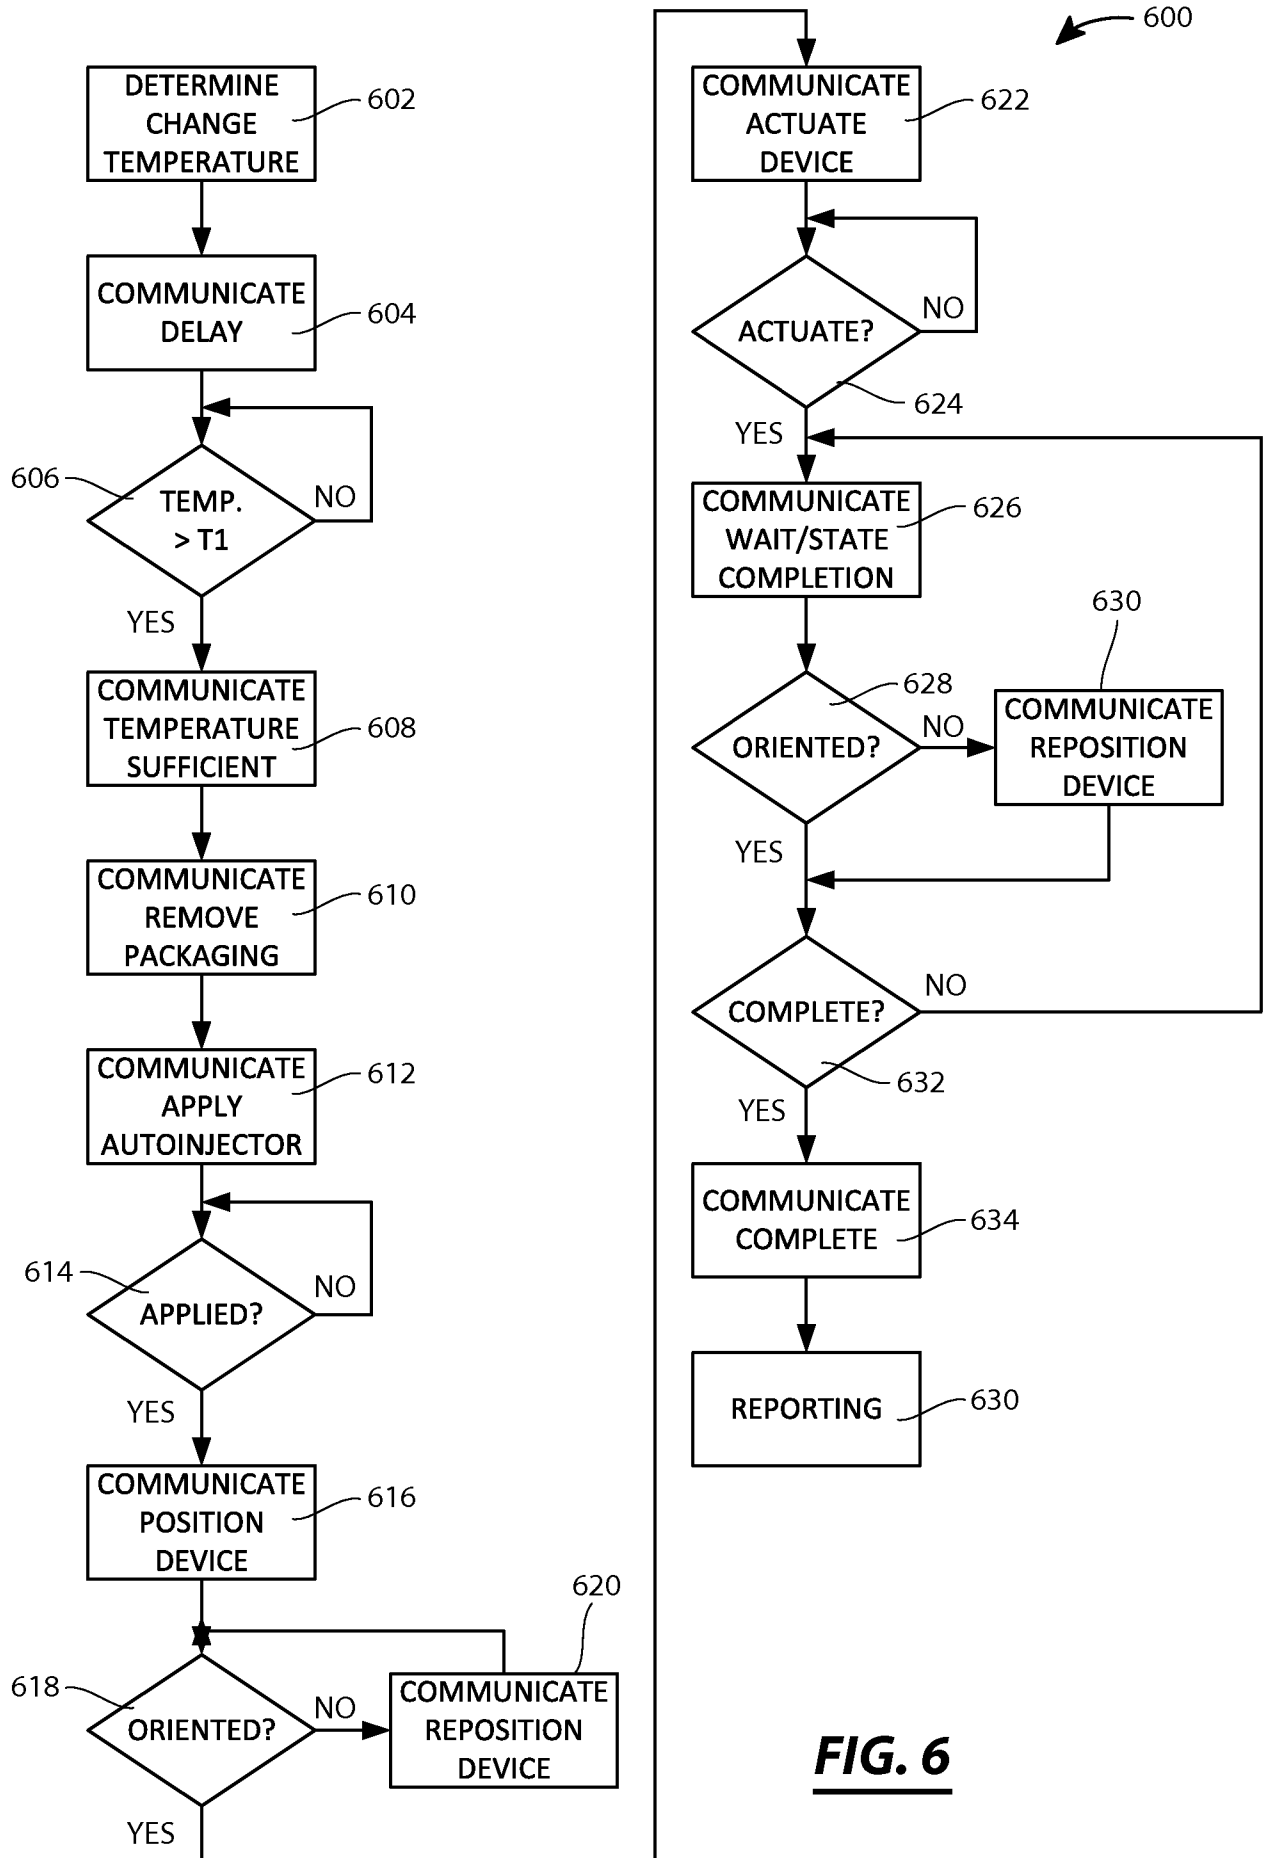 DETERMINE
CHANGE
TEMPERATURE
602
COMMUNICATE
DELAY
604
606
TEMP.
> T1
NO
YES
COMMUNICATE
TEMPERATURE
SUFFICIENT
608
COMMUNICATE
REMOVE
PACKAGING
610
COMMUNICATE
APPLY
AUTOINJECTOR
612
614
APPLIED?
NO
YES
COMMUNICATE
POSITION
DEVICE
616
618
ORIENTED?
NO
YES
620
COMMUNICATE
REPOSITION
DEVICE
600
COMMUNICATE
ACTUATE
DEVICE
622
ACTUATE?
NO
624
YES
COMMUNICATE
WAIT/STATE
COMPLETION
626
628
ORIENTED?
NO
YES
630
COMMUNICATE
REPOSITION
DEVICE
COMPLETE?
NO
632
YES
COMMUNICATE
COMPLETE
634
REPORTING
630
FIG. 6